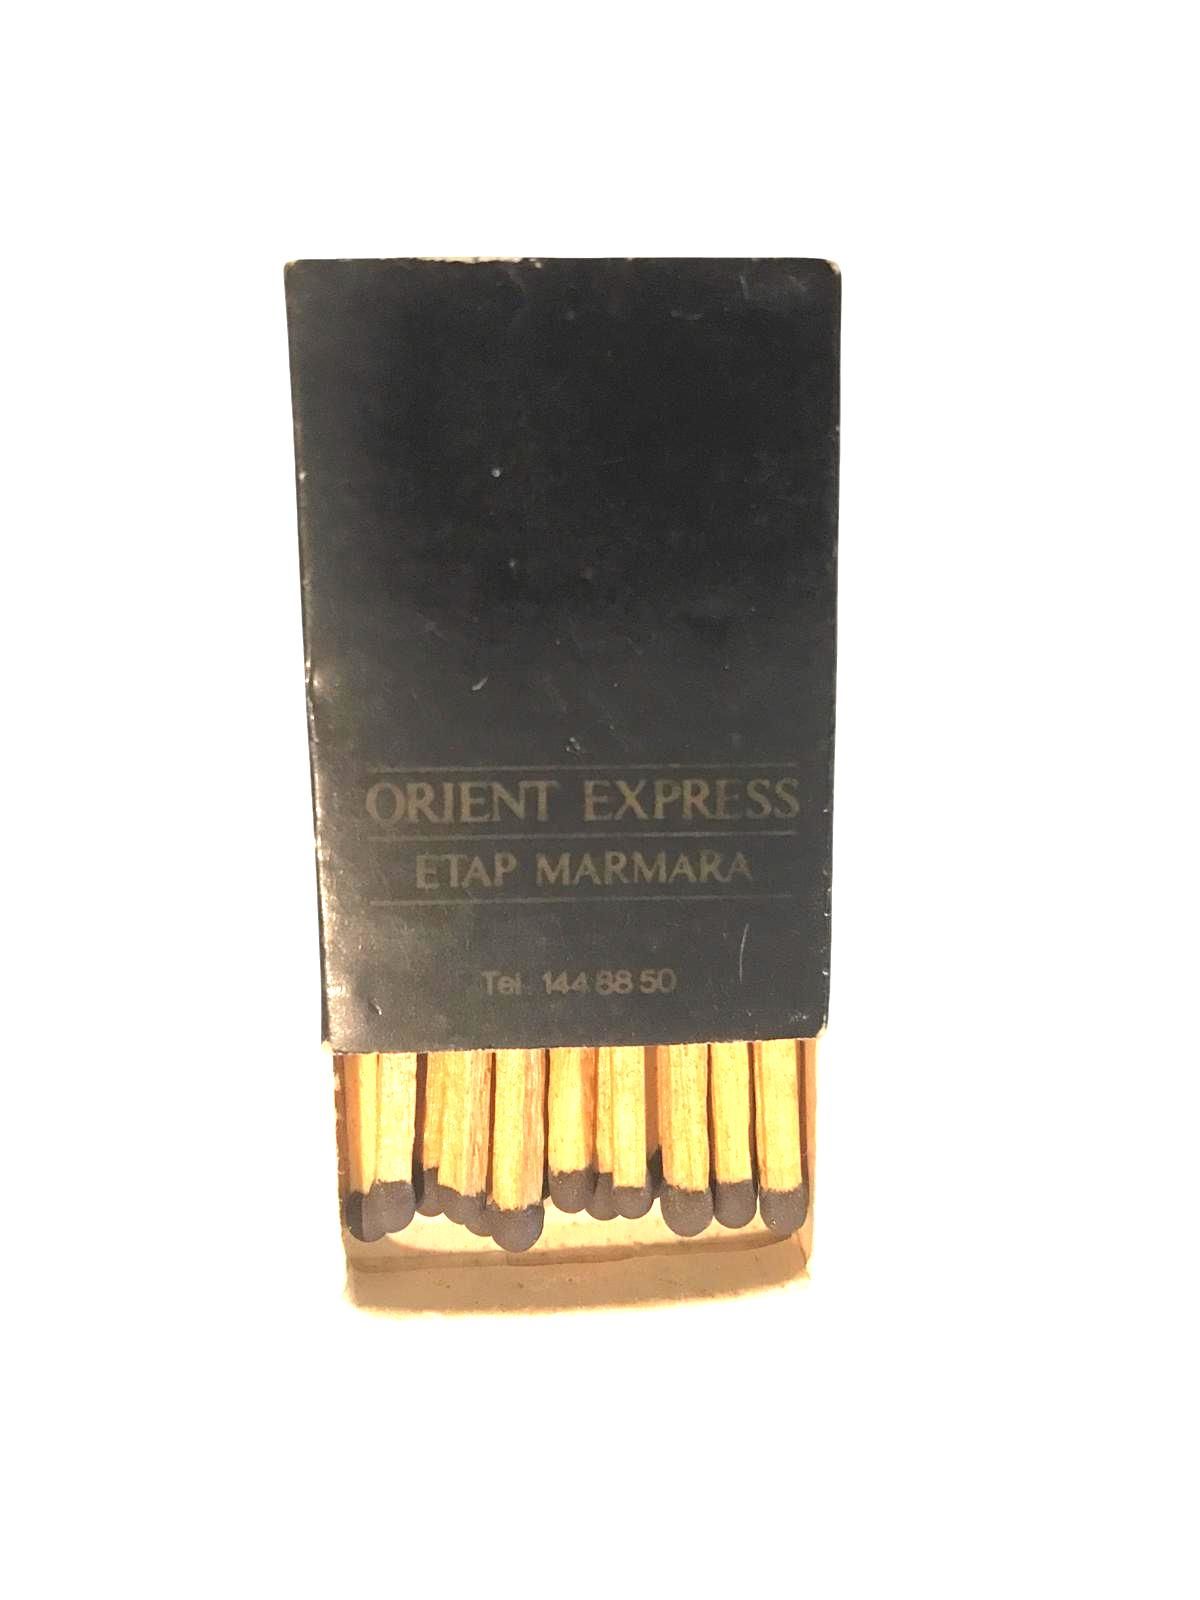 ORIENT EXPRESS
ETAP MARMARA
Tel. 144 88 50